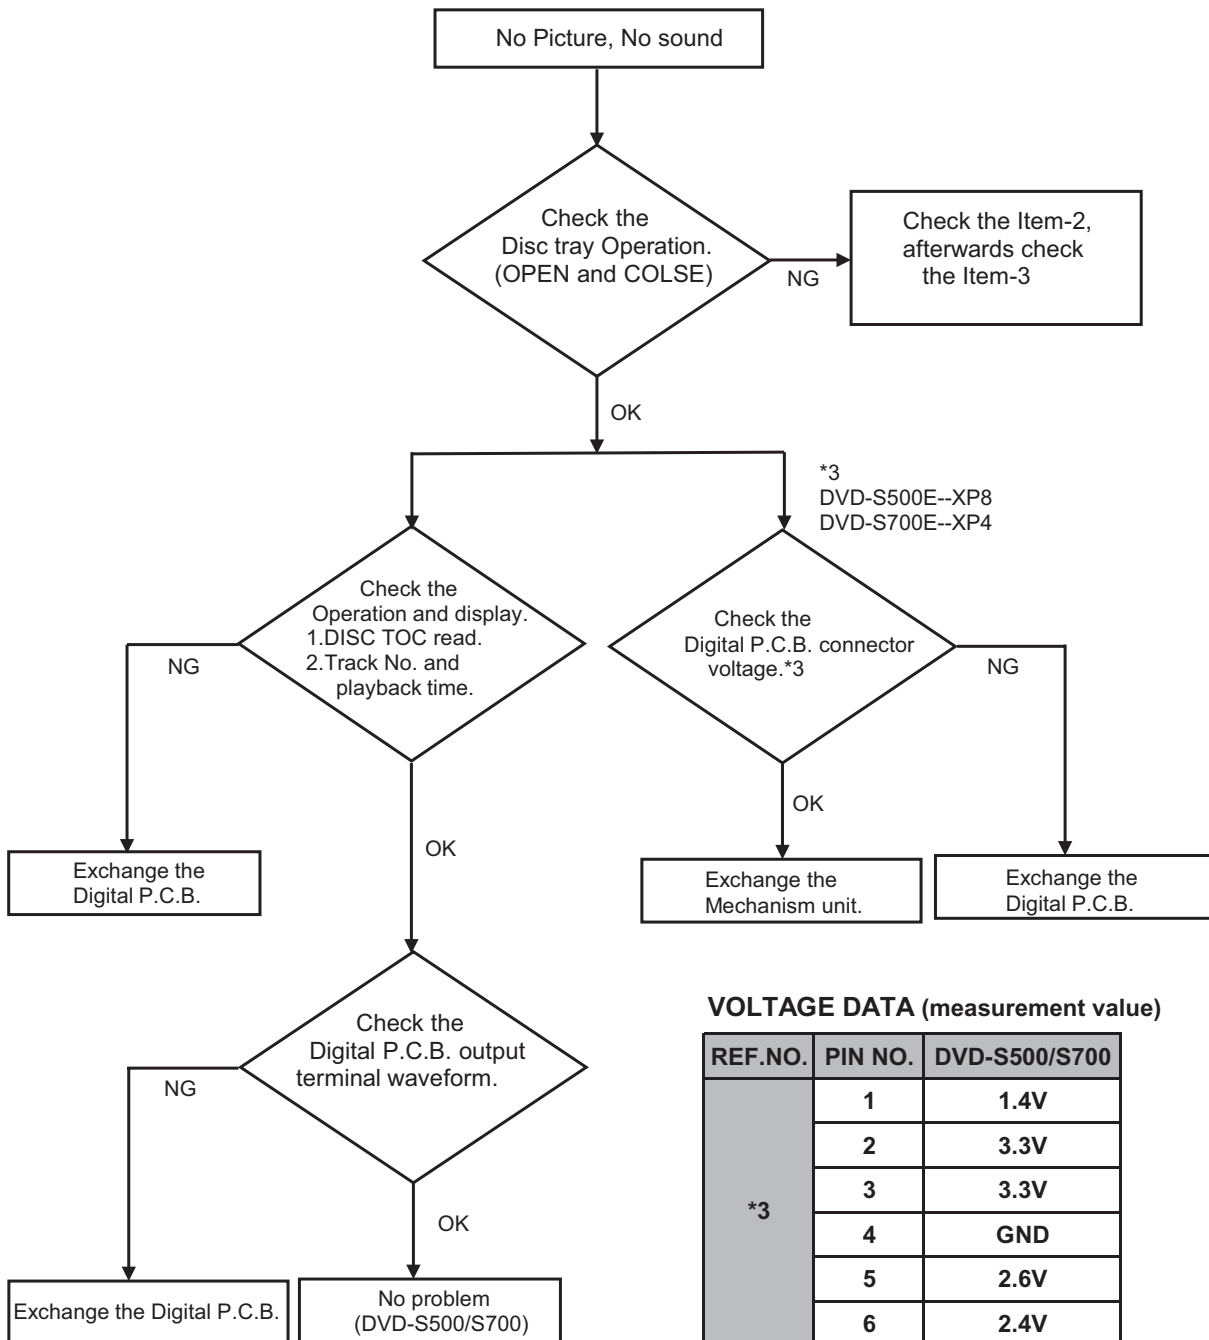 No Picture, No sound
Check the
Disc tray Operation.
(OPEN and COLSE)
NG
Check the Item-2,
afterwards check
the Item-3
OK
*3
DVD-S500E--XP8
DVD-S700E--XP4
Check the
Operation and display.
1.DISC TOC read.
2.Track No. and
playback time.
NG
OK
Check the
Digital P.C.B. connector
voltage.*3
NG
OK
Exchange the
Digital P.C.B.
Exchange the
Mechanism unit.
Exchange the
Digital P.C.B.
Check the
Digital P.C.B. output
terminal waveform.
NG
OK
Exchange the Digital P.C.B.
No problem
(DVD-S500/S700)
VOLTAGE DATA (measurement value)
REF.NO. PIN NO. DVD-S500/S700
*3
1 1.4V
2 3.3V
3 3.3V
4 GND
5 2.6V
6 2.4V